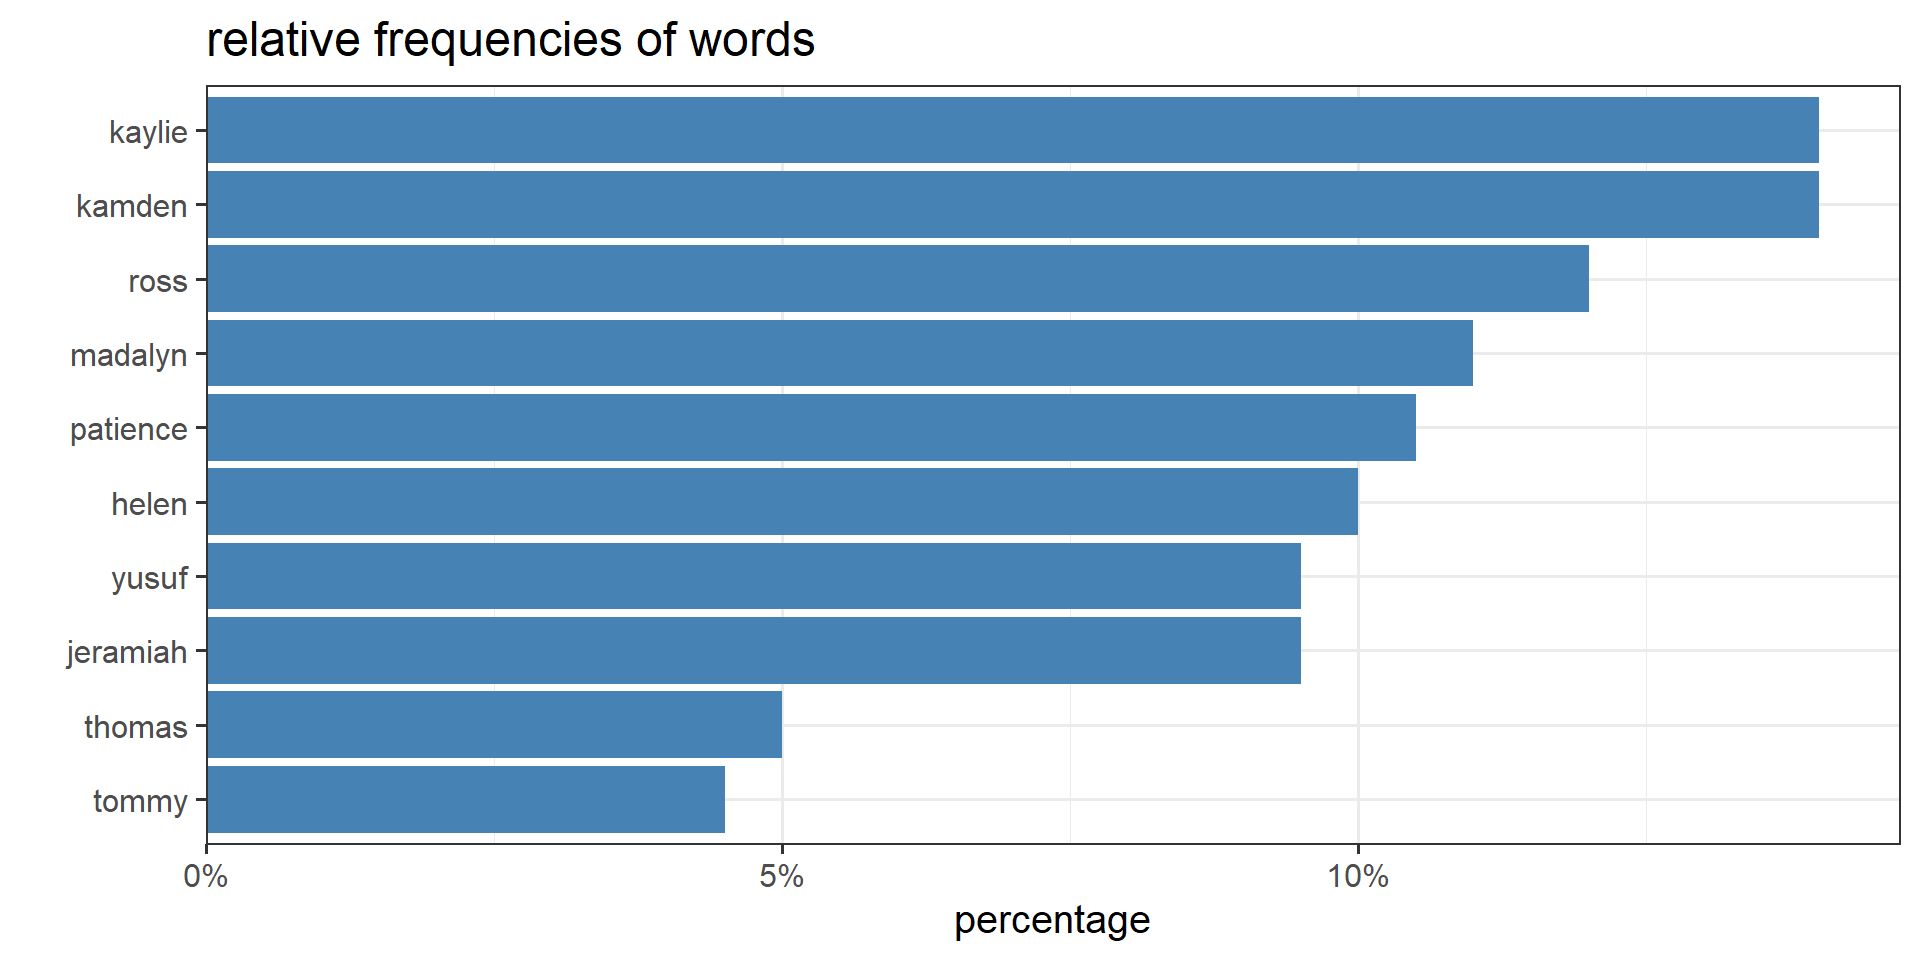 relative frequencies of words
kaylie
kamden
ross
madalyn
patience
helen
yusuf
jeramiah
thomas
tommy
0% 5% 10%
percentage